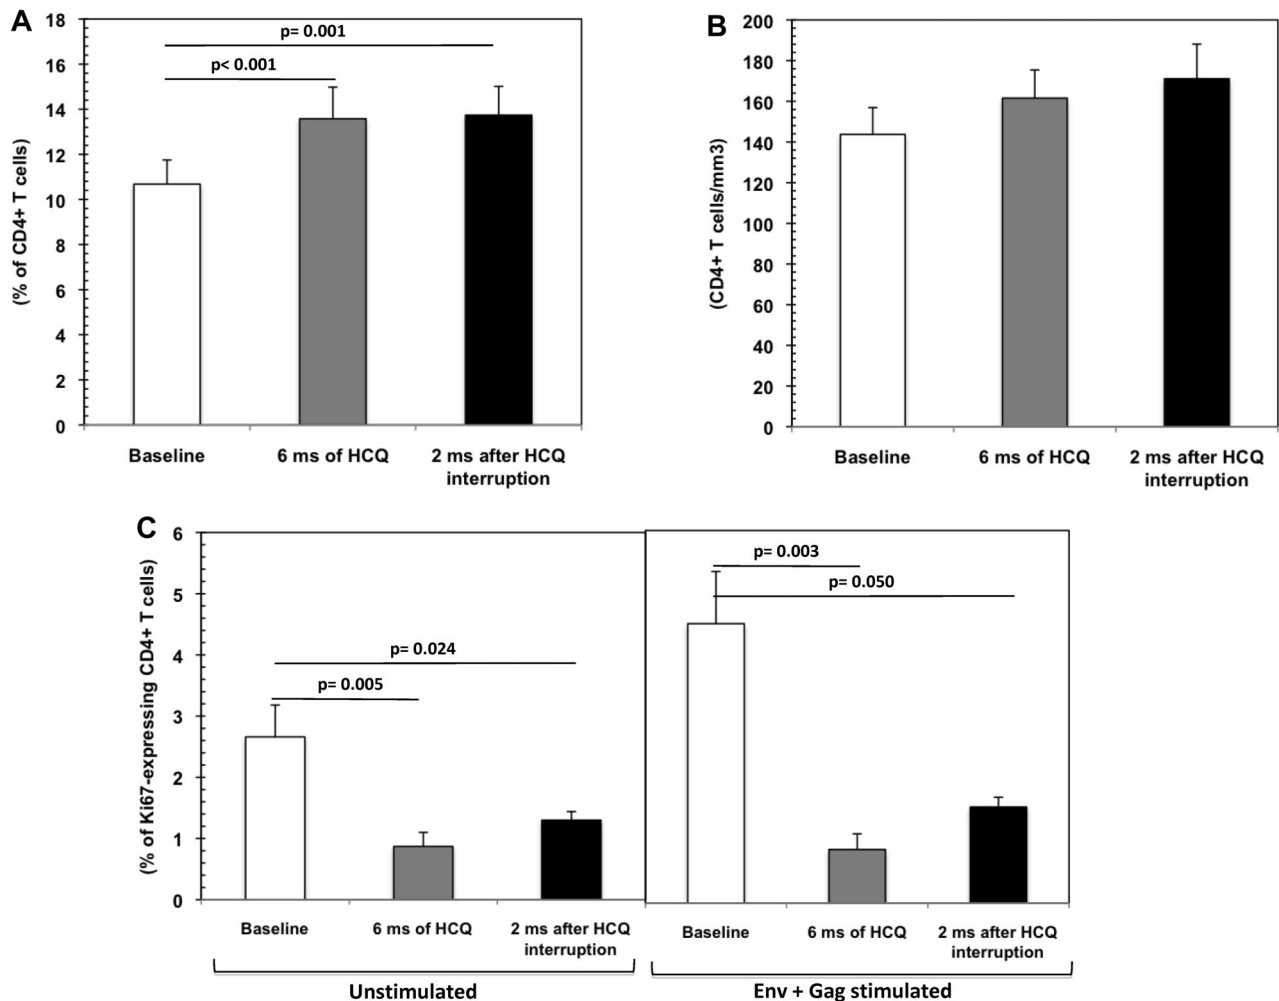 A
18
16
14
12
10
8
6
4
2
0
(% of CD4+ T cells)
p= 0.001
p< 0.001
Baseline
6 ms of HCQ
2 ms after HCQ
interruption
B
200
180
160
140
120
100
80
60
40
20
0
(CD4+ T cells/mm3)
Baseline
6 ms of HCQ
2 ms after HCQ
interruption
C
6
5
4
3
2
1
0
(% of Ki67-expressing CD4+ T cells)
p= 0.024
p= 0.005
Baseline
6 ms of HCQ
2 ms after HCQ
interruption
Unstimulated
p= 0.003
p= 0.050
Baseline
6 ms of HCQ
2 ms after HCQ
interruption
Env + Gag stimulated